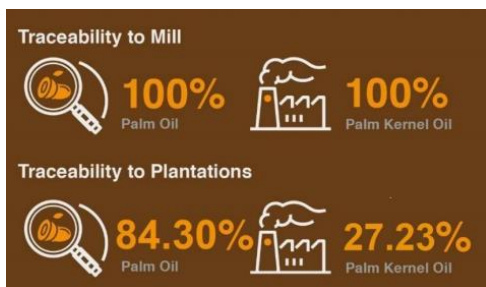 Traceability to Mill
100% 100%
Palm Oil Palm Kernel Oil
Traceability to Plantations
84.30% 27.23%
Palm Oil Palm Kernel Oil